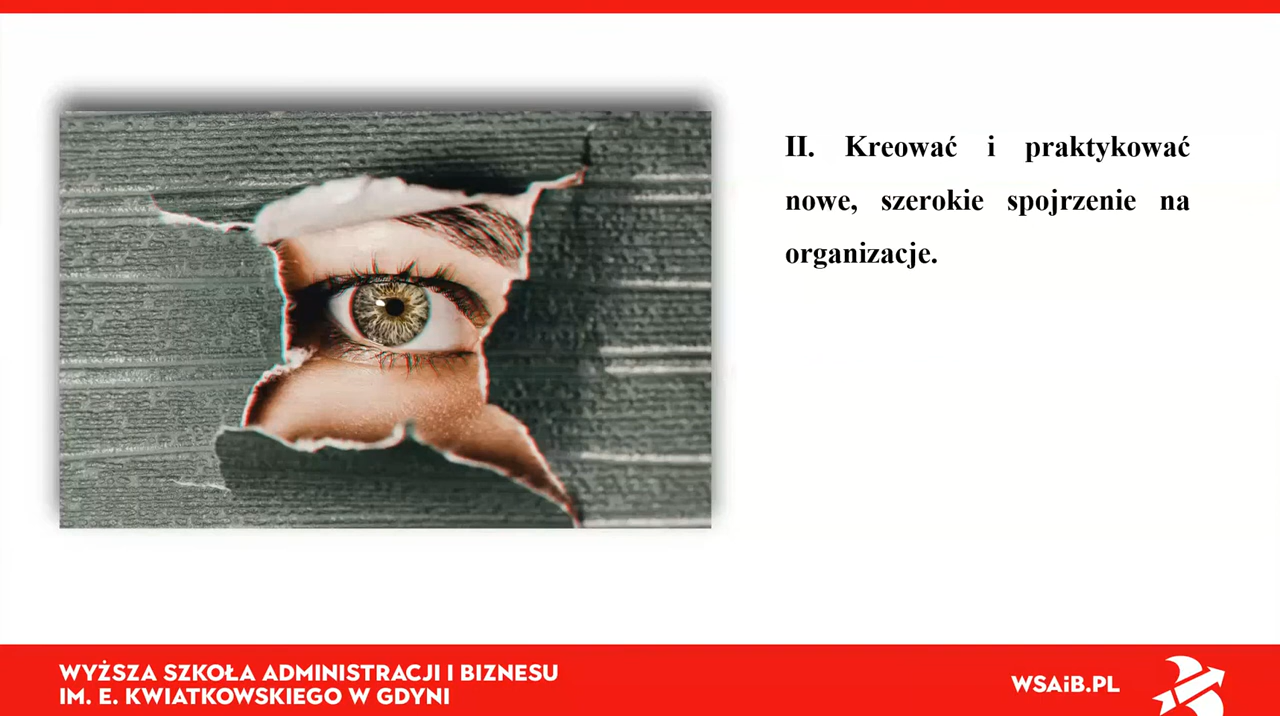 II. Kreować i praktykować
nowe, szerokie spojrzenie na
organizacje.
WYŻSZA SZKOŁA ADMINISTRACJI I BIZNESU
IM. E. KWIATKOWSKIEGO W GDYNI
WSAiB.PL